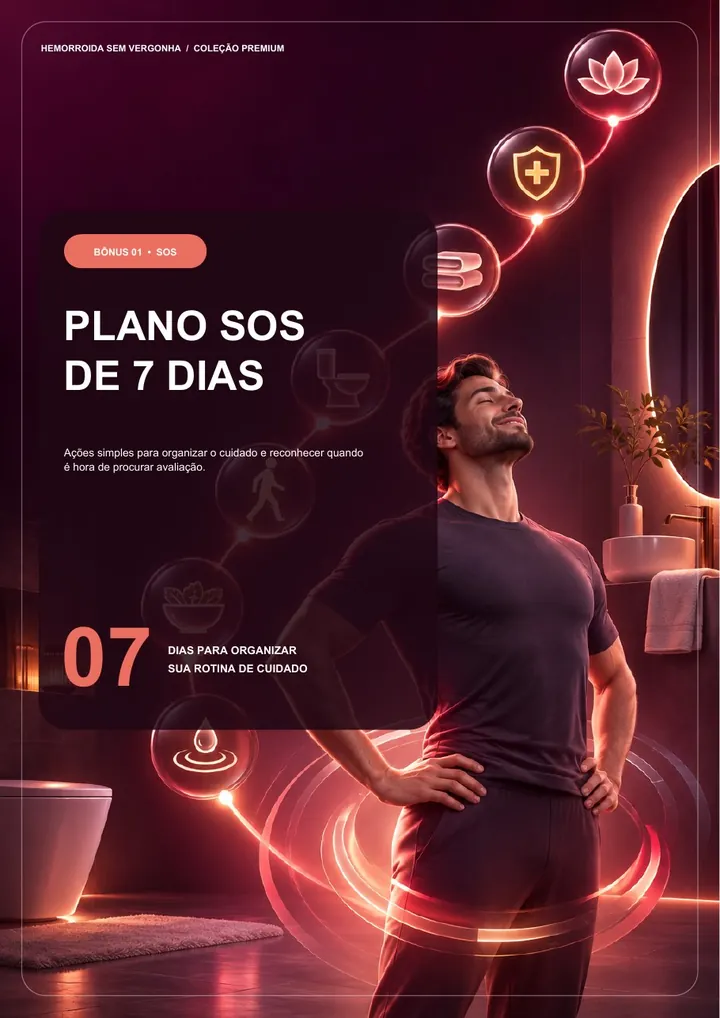 HEMORROIDA SEM VERGONHA / COLEÇÃO PREMIUM
BÔNUS 01 • SOS
PLANO SOS
DE 7 DIAS
Ações simples para organizar o cuidado e reconhecer quando
é hora de procurar avaliação.
07
DIAS PARA ORGANIZAR
SUA ROTINA DE CUIDADO